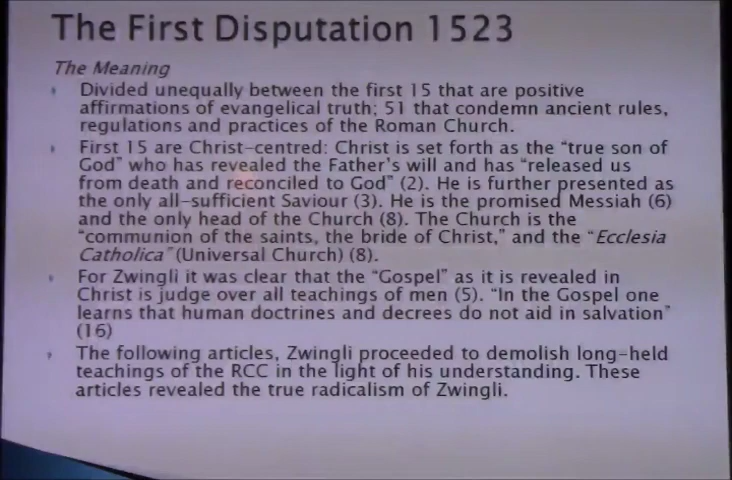 The First Disputation 1523
The Meaning
Divided unequally between the first 15 that are positive
affirmations of evangelical truth; 51 that condemn ancient rules,
regulations and practices of the Roman Church.
First 15 are Christ-centred: Christ is set forth as the “true son of
God” who has revealed the Father’s will and has “released us
from death and reconciled to God” (2). He is further presented as
the only all-sufficient Saviour (3). He is the promised Messiah (6)
and the only head of the Church (8). The Church is the
“communion of the saints, the bride of Christ,” and the “Ecclesia
Catholica” (Universal Church) (8).
For Zwingli it was clear that the “Gospel” as it is revealed in
Christ is judge over all teachings of men (5). “In the Gospel one
learns that human doctrines and decrees do not aid in salvation”
(16)
The following articles, Zwingli proceeded to demolish long-held
teachings of the RCC in the light of his understanding. These
articles revealed the true radicalism of Zwingli.